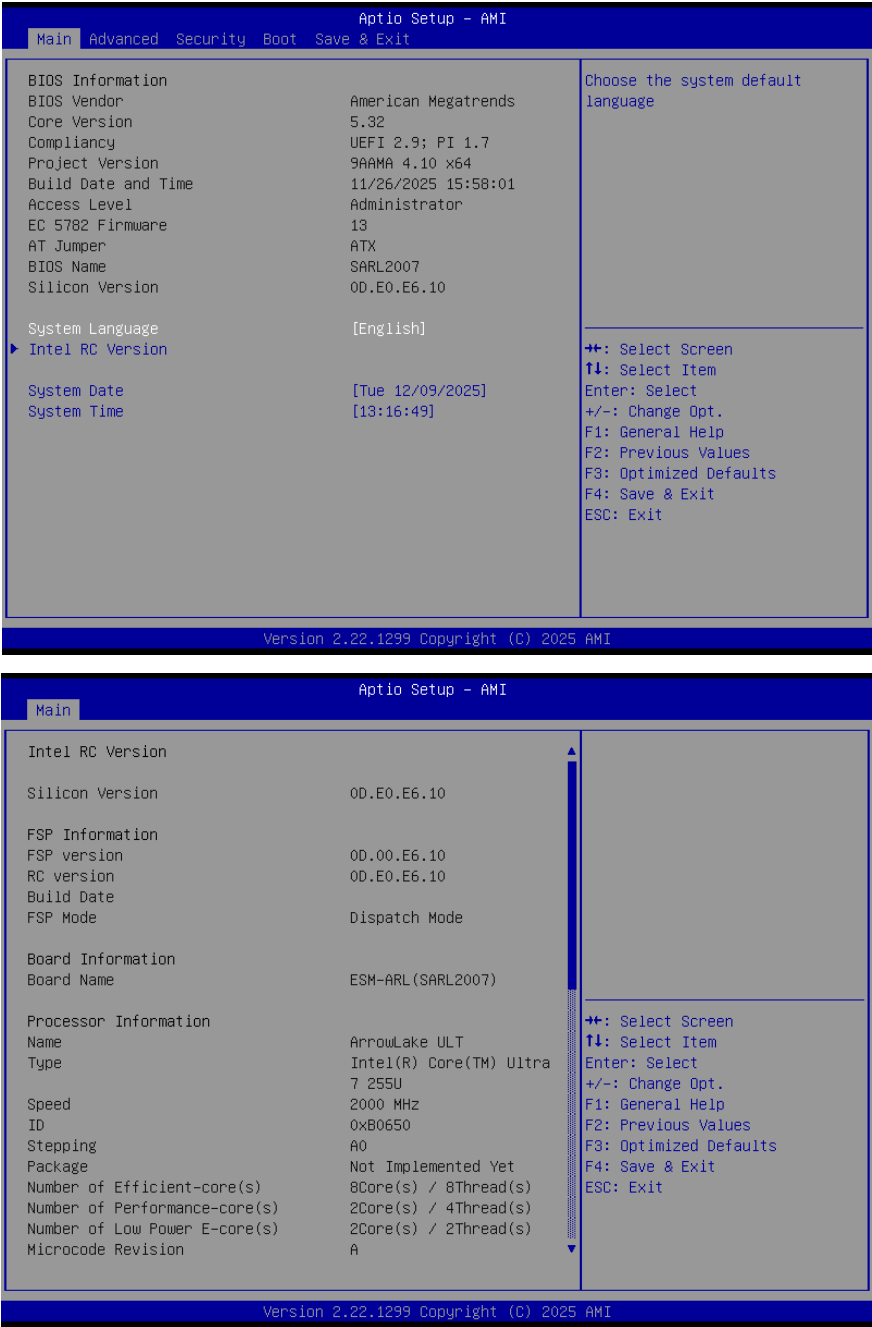 Aptio Setup – AMI
Main Advanced Security Boot Save & Exit
BIOS Information
BIOS Vendor American Megatrends
Core Version 5.32
Compliancy UEFI 2.9; PI 1.7
Project Version 9AAMA 4.10 x64
Build Date and Time 11/26/2025 15:58:01
Access Level Administrator
EC 5782 Firmware 13
AT Jumper ATX
BIOS Name SARL2007
Silicon Version 0D.E0.E6.10
System Language [English]
Intel RC Version
System Date [Tue 12/09/2025]
System Time [13:16:49]
Choose the system default
language
→←: Select Screen
↑↓: Select Item
Enter: Select
+/-: Change Opt.
F1: General Help
F2: Previous Values
F3: Optimized Defaults
F4: Save & Exit
ESC: Exit
Version 2.22.1299 Copyright (C) 2025 AMI
Aptio Setup – AMI
Main
Intel RC Version
Silicon Version 0D.E0.E6.10
FSP Information
FSP version 0D.00.E6.10
RC version 0D.E0.E6.10
Build Date
FSP Mode Dispatch Mode
Board Information
Board Name ESM-ARL(SARL2007)
Processor Information
Name ArrowLake ULT
Type Intel(R) Core(TM) Ultra
7 255U
Speed 2000 MHz
ID 0xB0650
Stepping A0
Package Not Implemented Yet
Number of Efficient-core(s) 8Core(s) / 8Thread(s)
Number of Performance-core(s) 2Core(s) / 4Thread(s)
Number of Low Power E-core(s) 2Core(s) / 2Thread(s)
Microcode Revision A
→←: Select Screen
↑↓: Select Item
Enter: Select
+/-: Change Opt.
F1: General Help
F2: Previous Values
F3: Optimized Defaults
F4: Save & Exit
ESC: Exit
Version 2.22.1299 Copyright (C) 2025 AMI